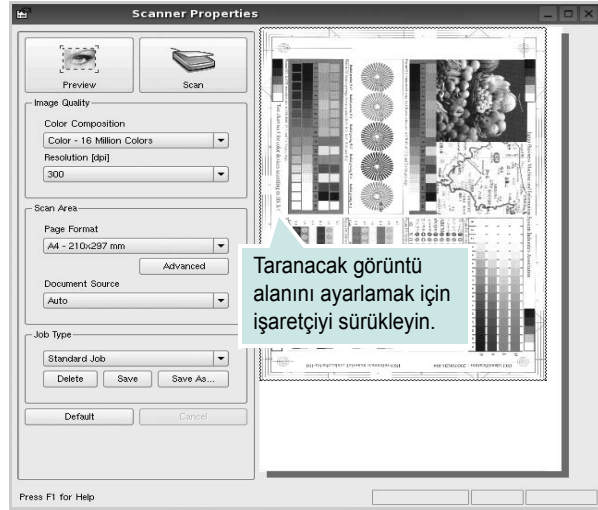 Scanner Properties
Preview
Scan
Image Quality
Color Composition
Color - 16 Million Colors
Resolution [dpi]
300
Scan Area
Page Format
A4 - 210x297 mm
Advanced
Document Source
Auto
Job Type
Standard Job
Delete
Save
Save As...
Default
Cancel
Taranacak görüntü
alanını ayarlamak için
işaretçiyi sürükleyin.
Press F1 for Help